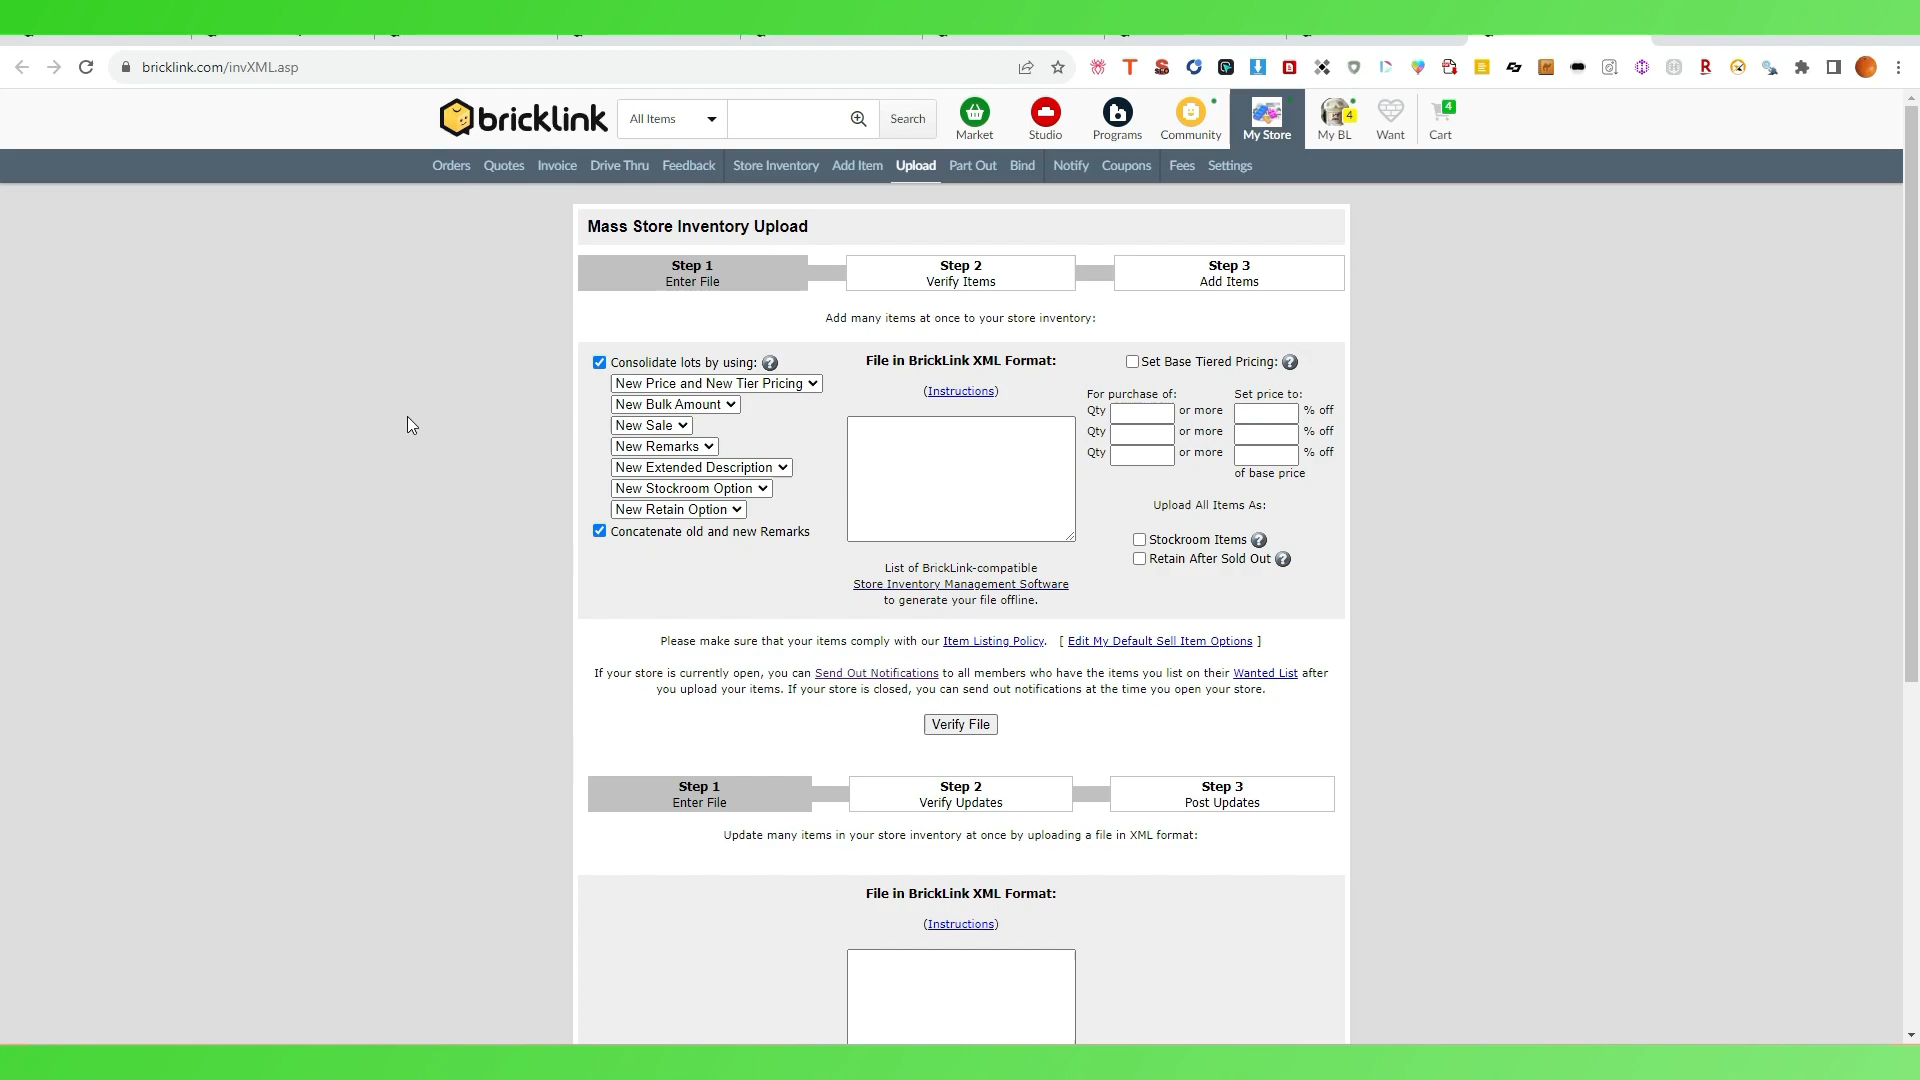 bricklink.com/invXML.asp
bricklink
All Items
Search
Market
Studio
Programs
Community
My Store
4
My BL
Want
4
Cart
Orders
Quotes
Invoice
Drive Thru
Feedback
Store Inventory
Add Item
Upload
Part Out
Bind
Notify
Coupons
Fees
Settings
Mass Store Inventory Upload
Step 1
Enter File
Step 2
Verify Items
Step 3
Add Items
Add many items at once to your store inventory:
Consolidate lots by using:
New Price and New Tier Pricing
New Bulk Amount
New Sale
New Remarks
New Extended Description
New Stockroom Option
New Retain Option
Concatenate old and new Remarks
File in BrickLink XML Format:
(Instructions)
List of BrickLink-compatible
Store Inventory Management Software
to generate your file offline.
Set Base Tiered Pricing:
For purchase of: Set price to:
Qty or more % off
Qty or more % off
Qty or more % off
of base price
Upload All Items As:
Stockroom Items
Retain After Sold Out
Please make sure that your items comply with our Item Listing Policy. [ Edit My Default Sell Item Options ]
If your store is currently open, you can Send Out Notifications to all members who have the items you list on their Wanted List after
you upload your items. If your store is closed, you can send out notifications at the time you open your store.
Verify File
Step 1
Enter File
Step 2
Verify Updates
Step 3
Post Updates
Update many items in your store inventory at once by uploading a file in XML format:
File in BrickLink XML Format:
(Instructions)